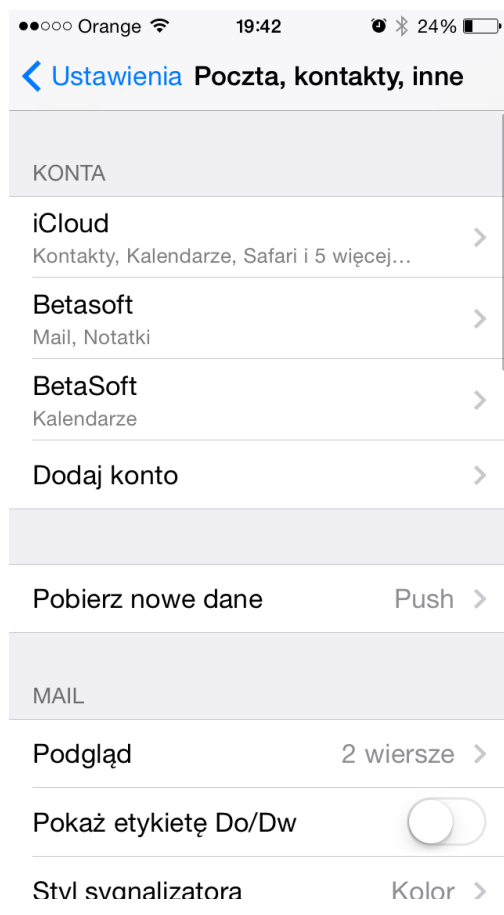 Orange 19:42 24%
Ustawienia Poczta, kontakty, inne
KONTA
iCloud
Kontakty, Kalendarze, Safari i 5 więcej...
Betasoft
Mail, Notatki
BetaSoft
Kalendarze
Dodaj konto
Pobierz nowe dane Push
MAIL
Podgląd 2 wiersze
Pokaż etykietę Do/Dw
Styl sygnalizatora Kolor